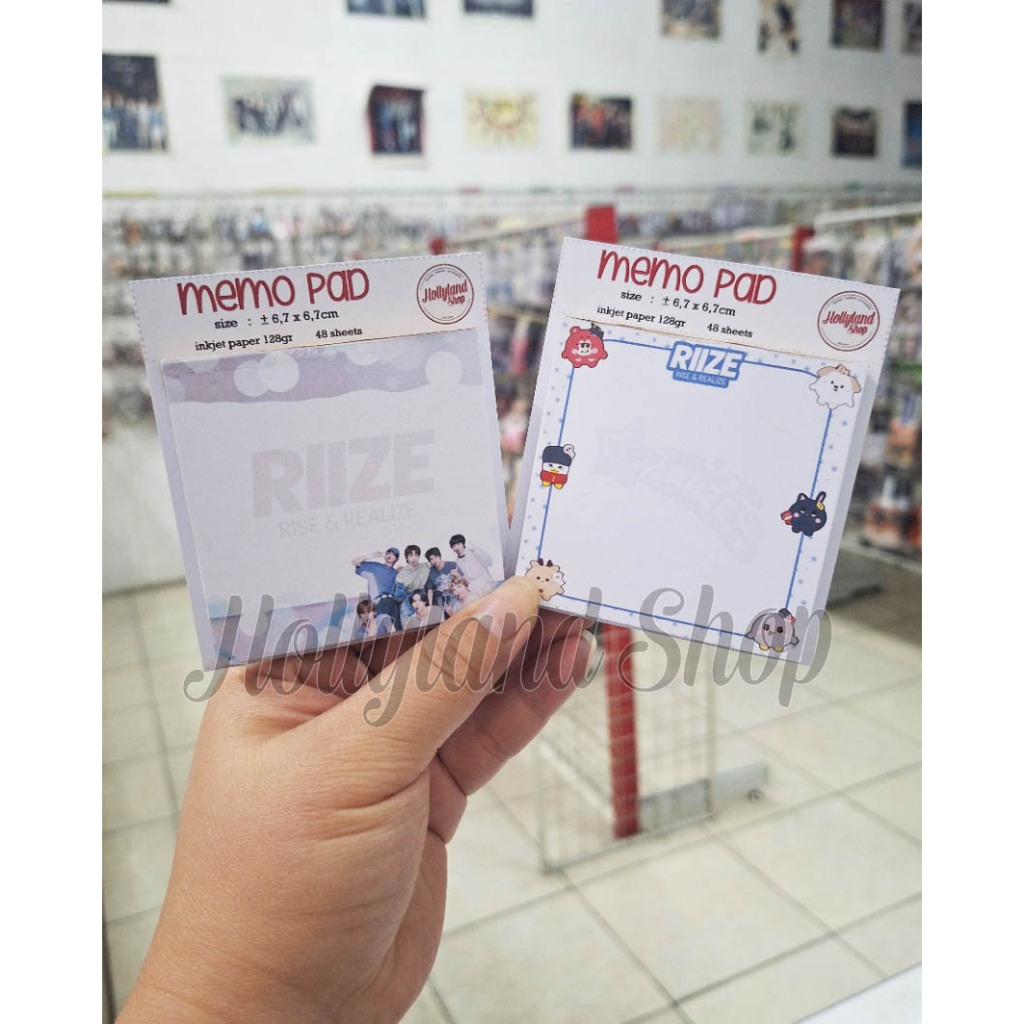 memo PAD
Hollyland
Shop
size : ± 6,7 x 6,7cm
inkjet paper 128gr 48 sheets
RIIZE
RISE & REALIZE
memo PAD
Hollyland
Shop
size : ± 6,7 x 6,7cm
inkjet paper 128gr 48 sheets
RIIZE
RISE & REALIZE
Hollyland Shop